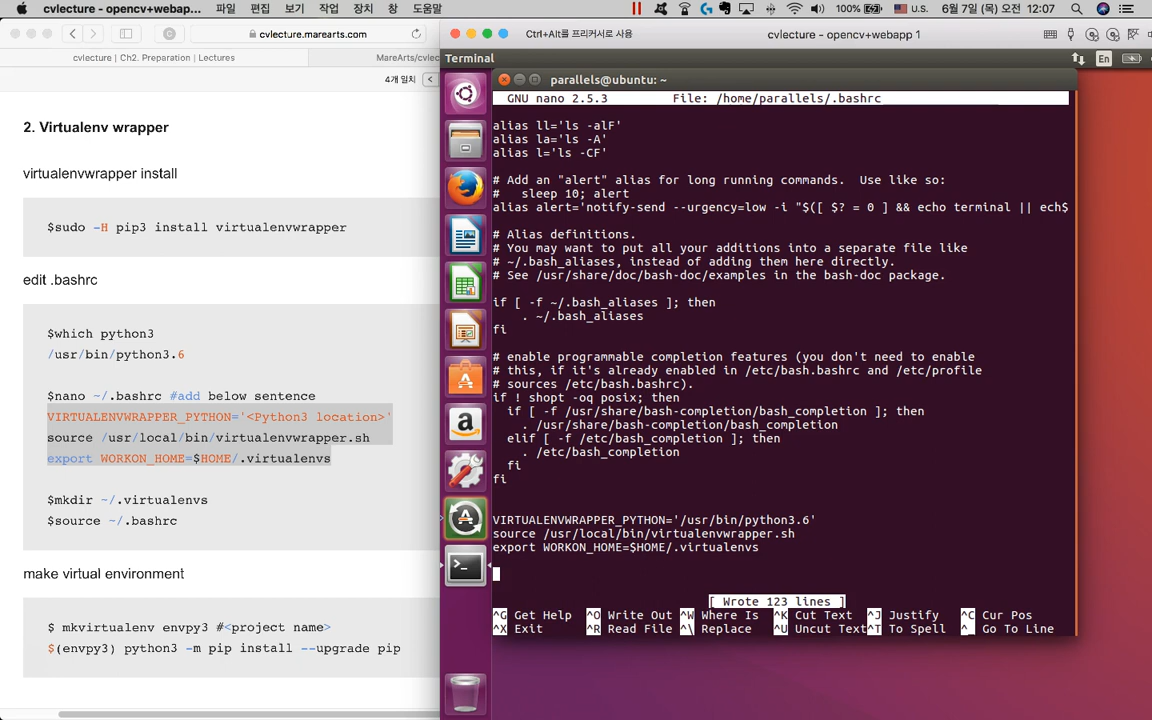 cvlecture - opencv+webapp... 파일 편집 보기 작업 장치 창 도움말
100% U.S. 6월 7일 (목) 오전 12:07
cvlecture.marearts.com
cvlecture | Ch2. Preparation | Lectures
MareArts/cvlec
4개 일치
2. Virtualenv wrapper
virtualenvwrapper install
$sudo -H pip3 install virtualenvwrapper
edit .bashrc
$which python3
/usr/bin/python3.6
$nano ~/.bashrc #add below sentence
VIRTUALENVWRAPPER_PYTHON='<Python3 location>'
source /usr/local/bin/virtualenvwrapper.sh
export WORKON_HOME=$HOME/.virtualenvs
$mkdir ~/.virtualenvs
$source ~/.bashrc
make virtual environment
$ mkvirtualenv envpy3 #<project name>
$(envpy3) python3 -m pip install --upgrade pip
Ctrl+Alt를 프리커서로 사용
cvlecture - opencv+webapp 1
Terminal
En
parallels@ubuntu: ~
GNU nano 2.5.3 File: /home/parallels/.bashrc
alias ll='ls -alF'
alias la='ls -A'
alias l='ls -CF'
# Add an "alert" alias for long running commands. Use like so:
# sleep 10; alert
alias alert='notify-send --urgency=low -i "$([ $? = 0 ] && echo terminal || ech$
# Alias definitions.
# You may want to put all your additions into a separate file like
# ~/.bash_aliases, instead of adding them here directly.
# See /usr/share/doc/bash-doc/examples in the bash-doc package.
if [ -f ~/.bash_aliases ]; then
. ~/.bash_aliases
fi
# enable programmable completion features (you don't need to enable
# this, if it's already enabled in /etc/bash.bashrc and /etc/profile
# sources /etc/bash.bashrc).
if ! shopt -oq posix; then
if [ -f /usr/share/bash-completion/bash_completion ]; then
. /usr/share/bash-completion/bash_completion
elif [ -f /etc/bash_completion ]; then
. /etc/bash_completion
fi
fi
VIRTUALENVWRAPPER_PYTHON='/usr/bin/python3.6'
source /usr/local/bin/virtualenvwrapper.sh
export WORKON_HOME=$HOME/.virtualenvs
[ Wrote 123 lines ]
^G Get Help ^O Write Out ^W Where Is ^K Cut Text ^J Justify ^C Cur Pos
^X Exit ^R Read File ^\ Replace ^U Uncut Text ^T To Spell ^_ Go To Line